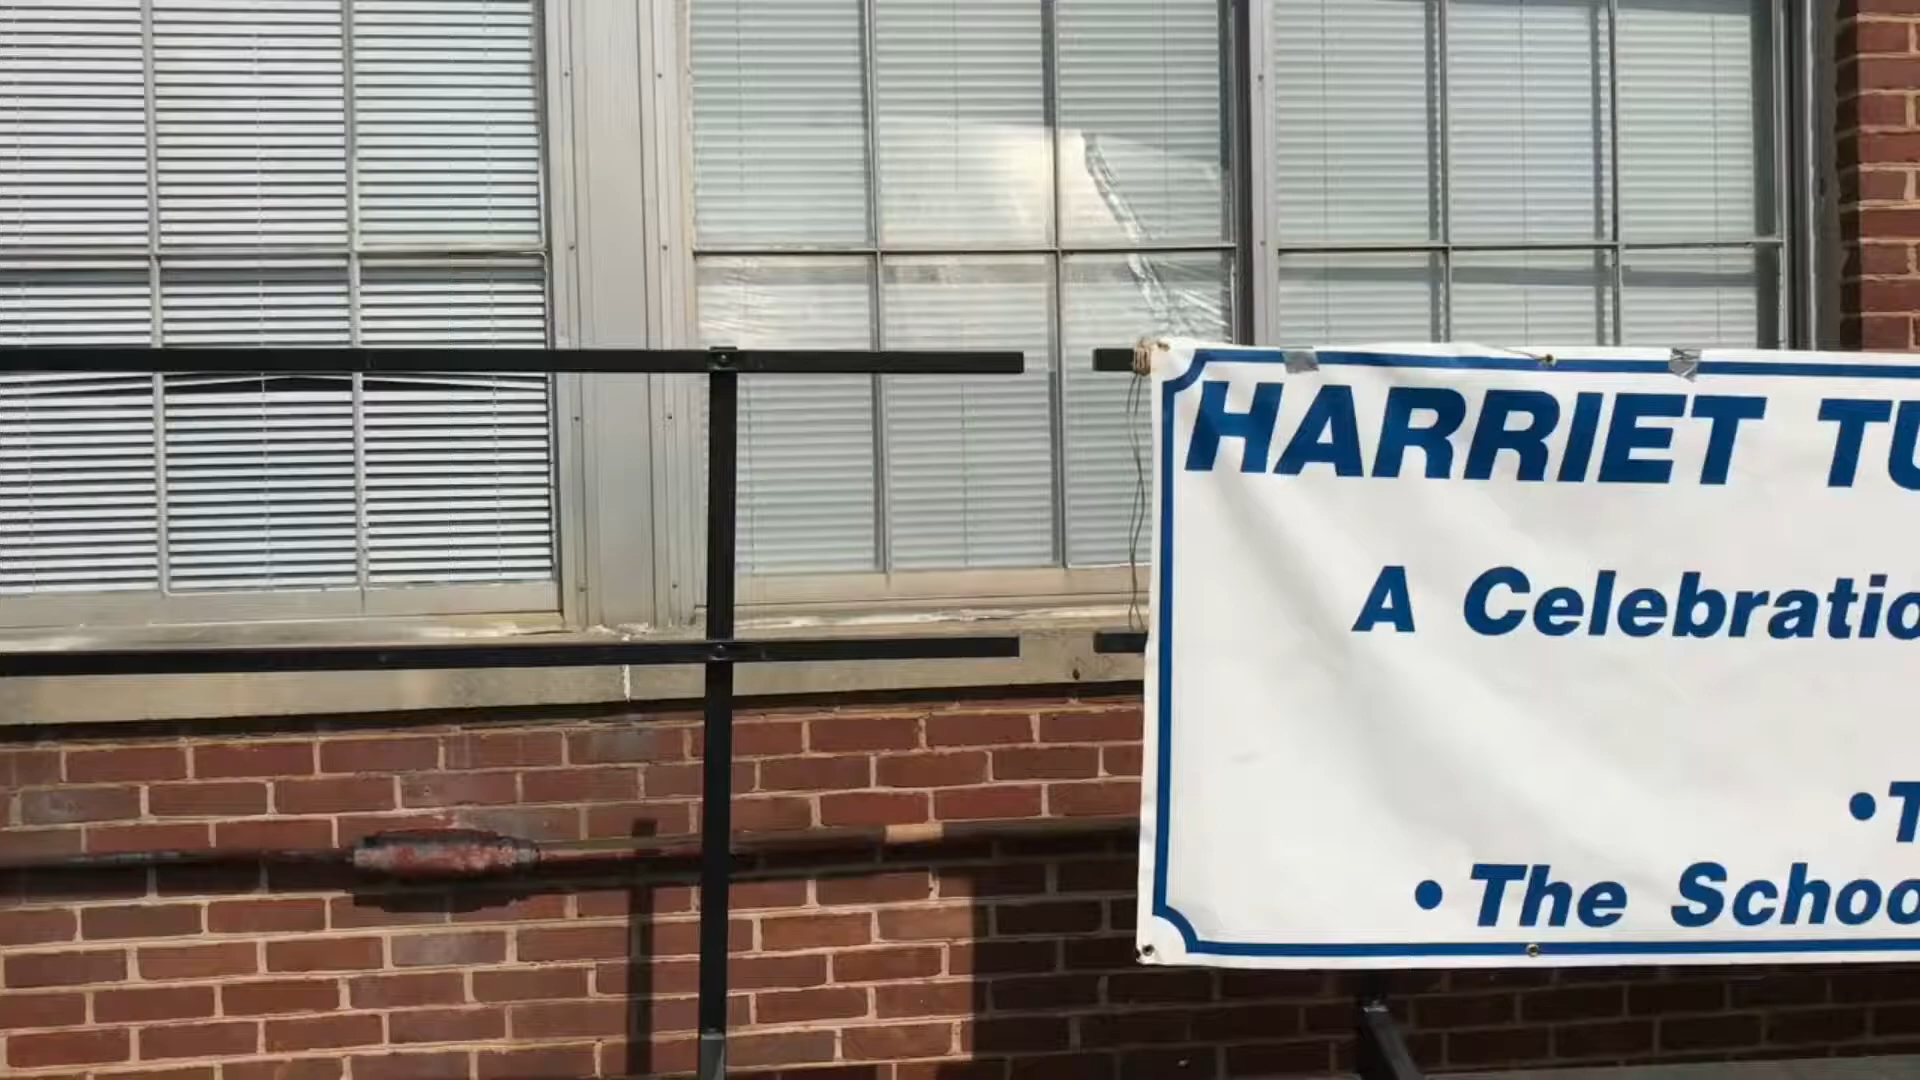 HARRIET TU
A Celebratio
• T
• The Schoo